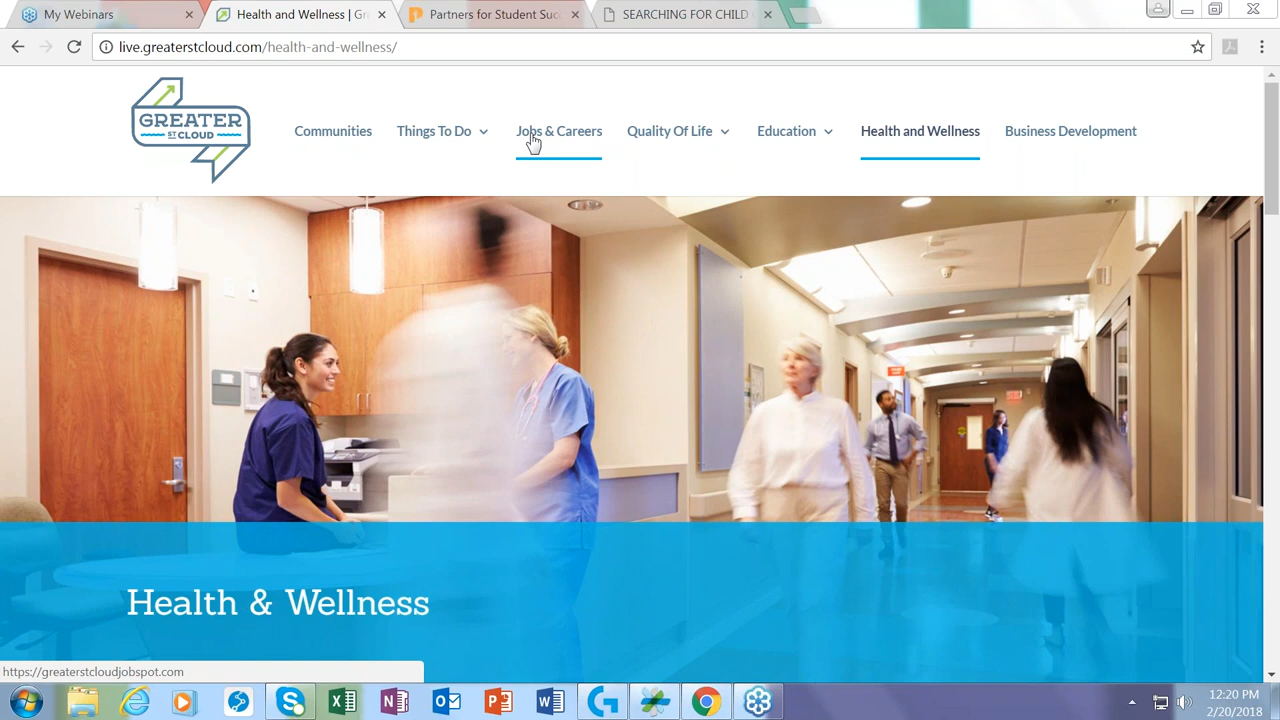 My Webinars
Health and Wellness | Gr
Partners for Student Suc
SEARCHING FOR CHILD
live.greaterstcloud.com/health-and-wellness/
GREATER
ST CLOUD
Communities
Things To Do
Jobs & Careers
Quality Of Life
Education
Health and Wellness
Business Development
Health & Wellness
https://greaterstcloudjobspot.com
12:20 PM
2/20/2018